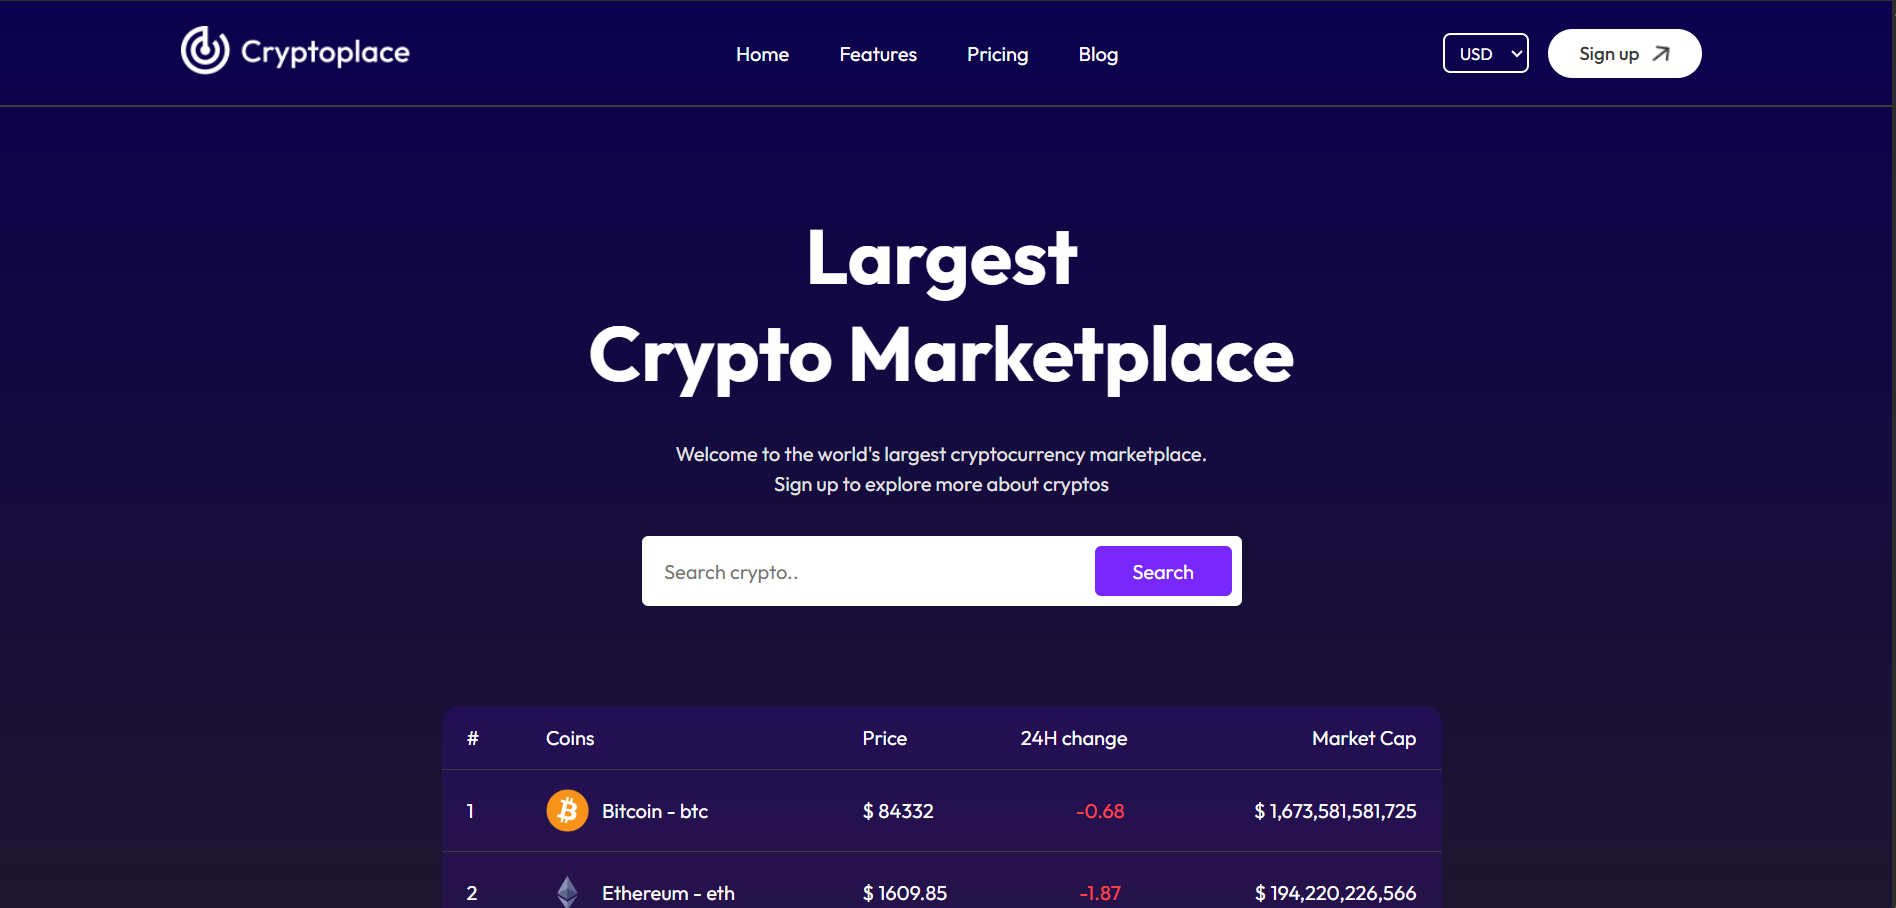 Cryptoplace Home Features Pricing Blog USD Sign up
Largest
Crypto Marketplace
Welcome to the world's largest cryptocurrency marketplace.
Sign up to explore more about cryptos
Search crypto.. Search
# Coins Price 24H change Market Cap
1 Bitcoin - btc $ 84332 -0.68 $ 1,673,581,581,725
2 Ethereum - eth $ 1609.85 -1.87 $ 194,220,226,566